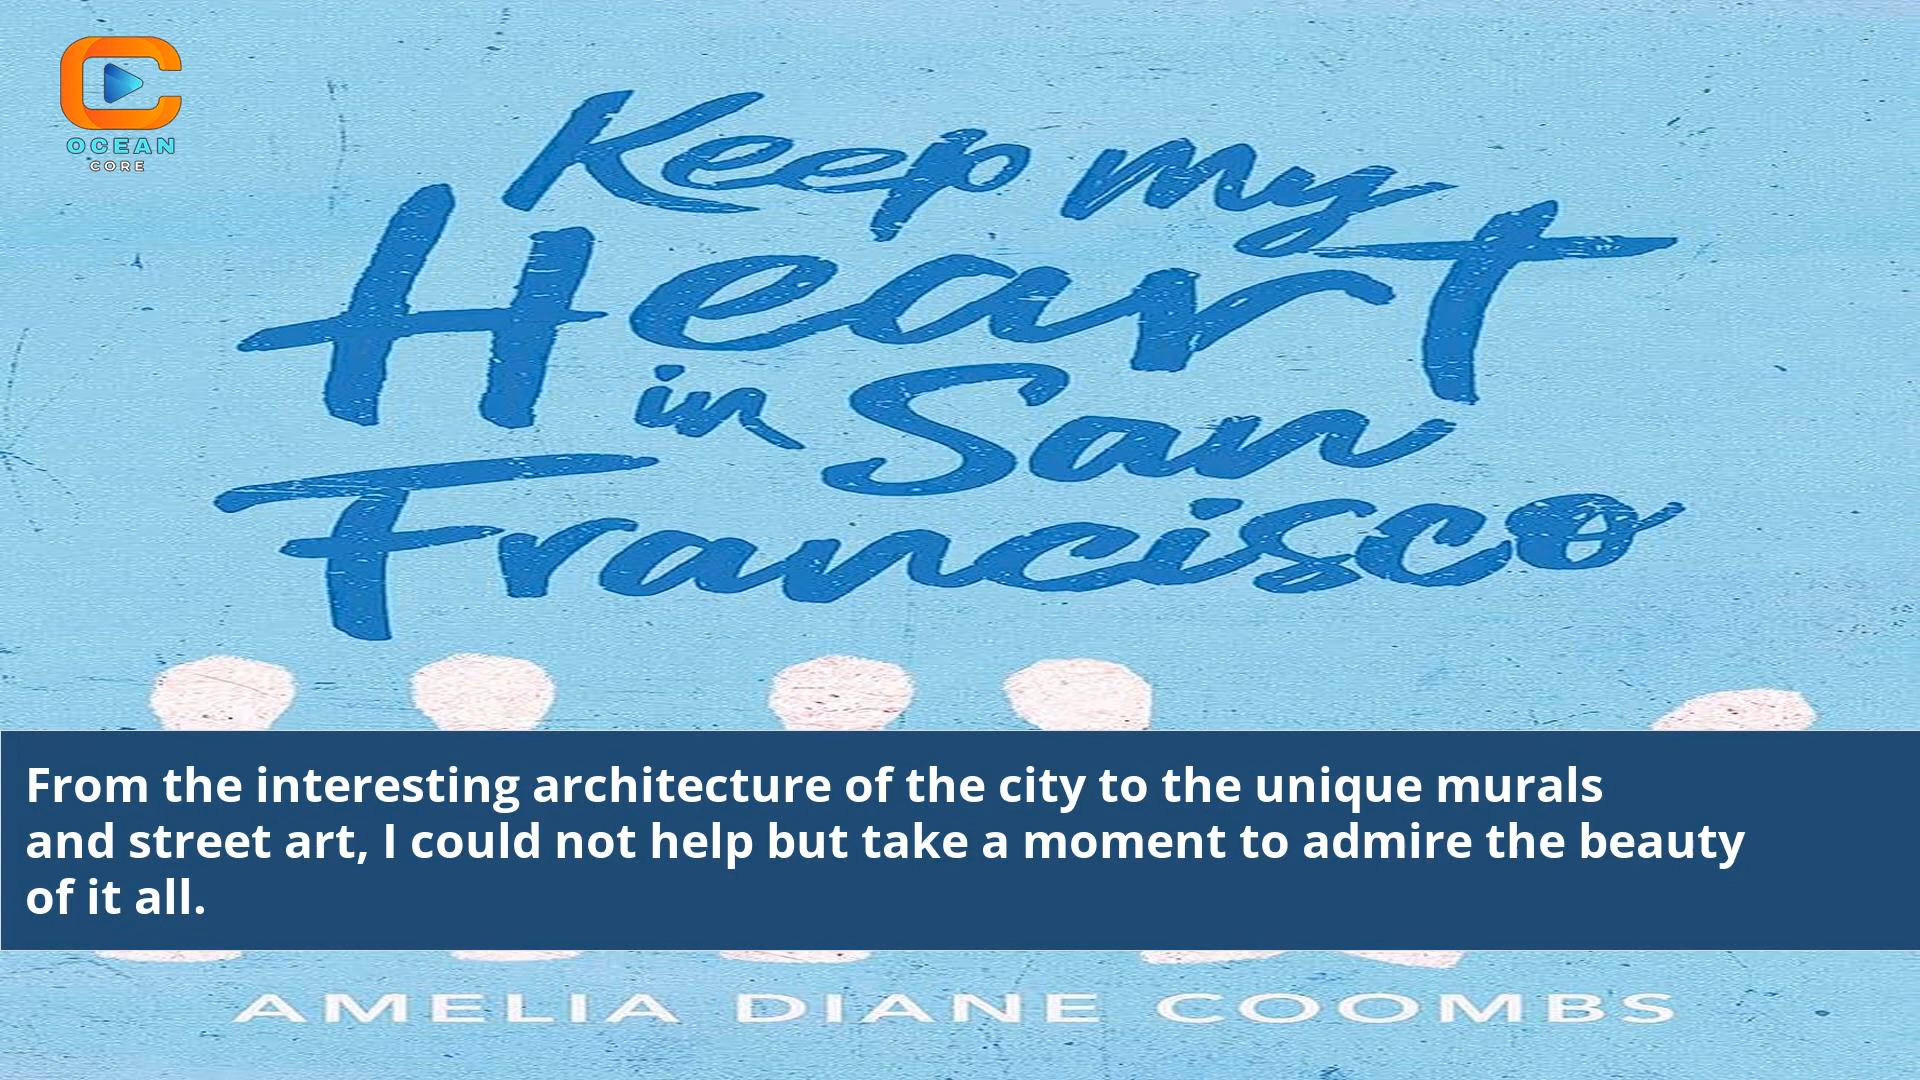 OCEAN
CORE
Keep my
Heart
in San
Francisco
From the interesting architecture of the city to the unique murals
and street art, I could not help but take a moment to admire the beauty
of it all.
AMELIA DIANE COOMBS